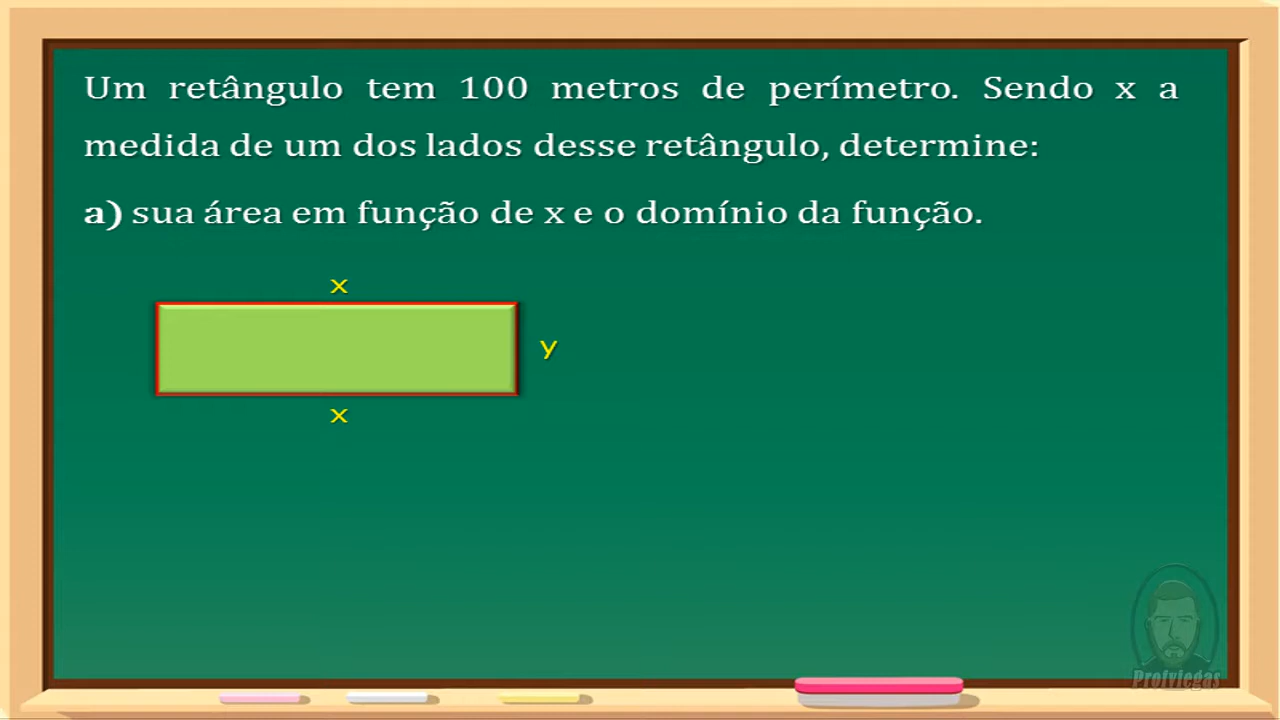 Um retângulo tem 100 metros de perímetro. Sendo x a
medida de um dos lados desse retângulo, determine:
a) sua área em função de x e o domínio da função.
x
y
x
Profviegas